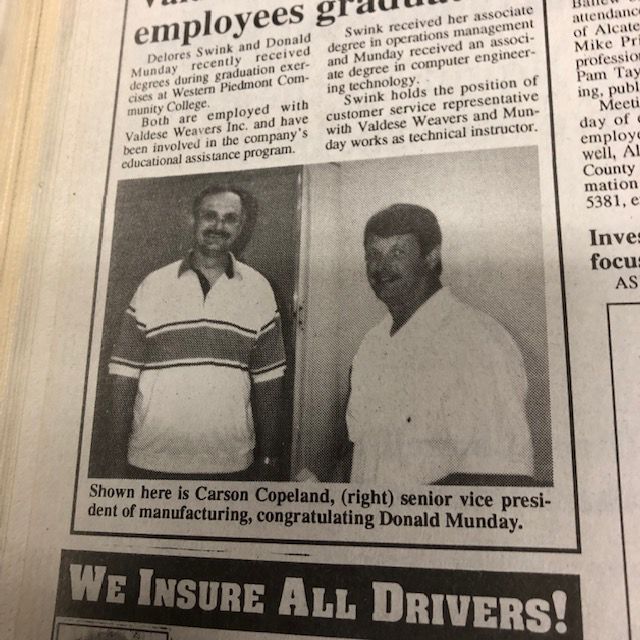 employees
Delores Swink and Donald
Munday recently received
degrees during graduation exer-
cises at Western Piedmont Com-
munity College.
Both are employed with
Valdese Weavers Inc. and have
been involved in the company's
educational assistance program.
Swink received her associate
degree in operations management
and Munday received an associ-
ate degree in computer engineer-
ing technology.
Swink holds the position of
customer service representative
with Valdese Weavers and Mun-
day works as technical instructor.
Shown here is Carson Copeland, (right) senior vice presi-
dent of manufacturing, congratulating Donald Munday.
WE INSURE ALL DRIVERS!
attendanc
of Alcate
Mike Pri
professio
Pam Tay
ing, publ
Meet
day of
employ
well, Al
County
mation
5381, e
Inves
focu
AS